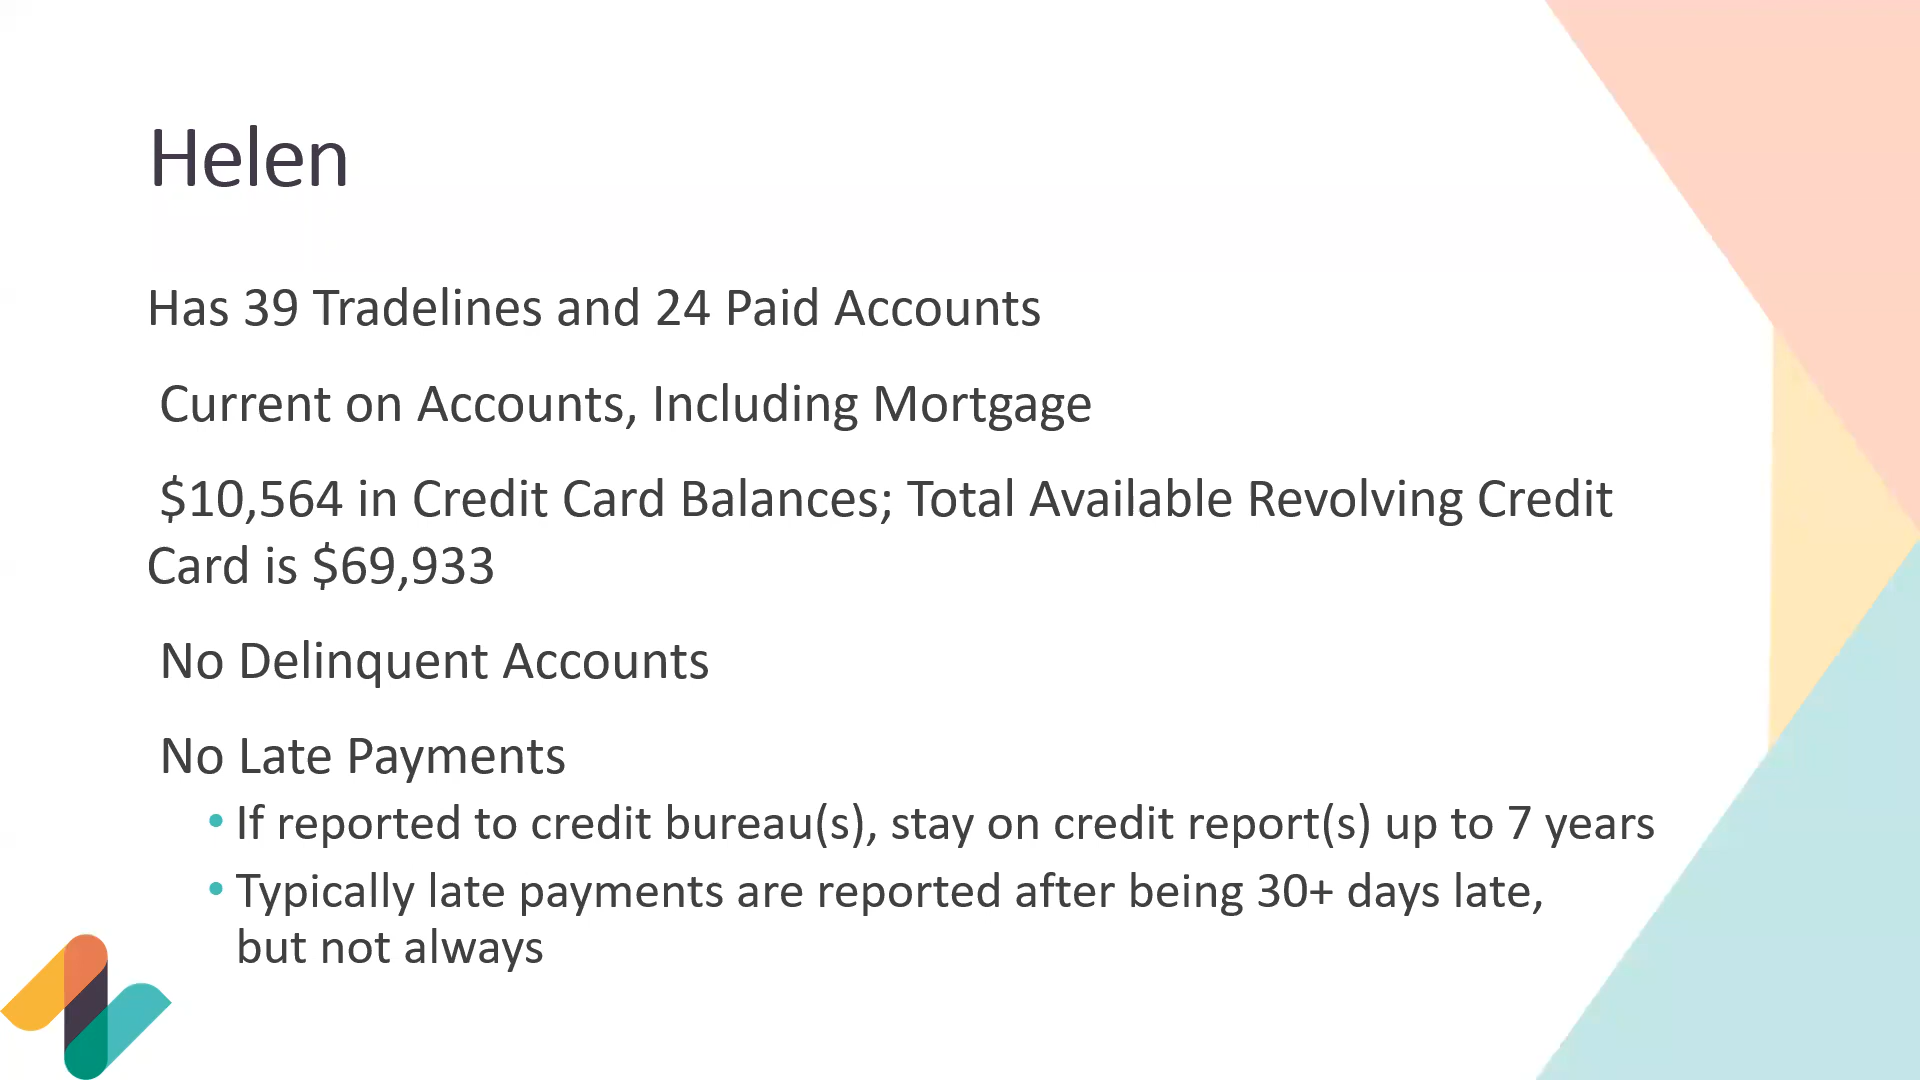 Helen
Has 39 Tradelines and 24 Paid Accounts
Current on Accounts, Including Mortgage
$10,564 in Credit Card Balances; Total Available Revolving Credit
Card is $69,933
No Delinquent Accounts
No Late Payments
• If reported to credit bureau(s), stay on credit report(s) up to 7 years
• Typically late payments are reported after being 30+ days late,
but not always